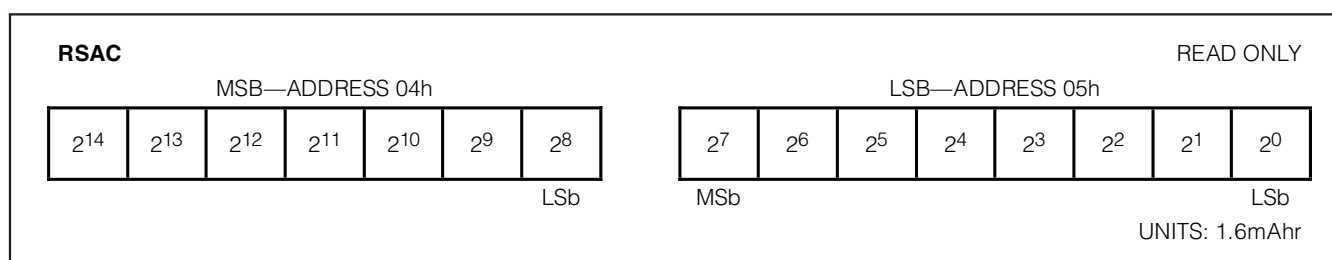 RSAC READ ONLY
MSB—ADDRESS 04h LSB—ADDRESS 05h
2¹⁴ 2¹³ 2¹² 2¹¹ 2¹⁰ 2⁹ 2⁸ 2⁷ 2⁶ 2⁵ 2⁴ 2³ 2² 2¹ 2⁰
LSb MSb LSb
UNITS: 1.6mAhr